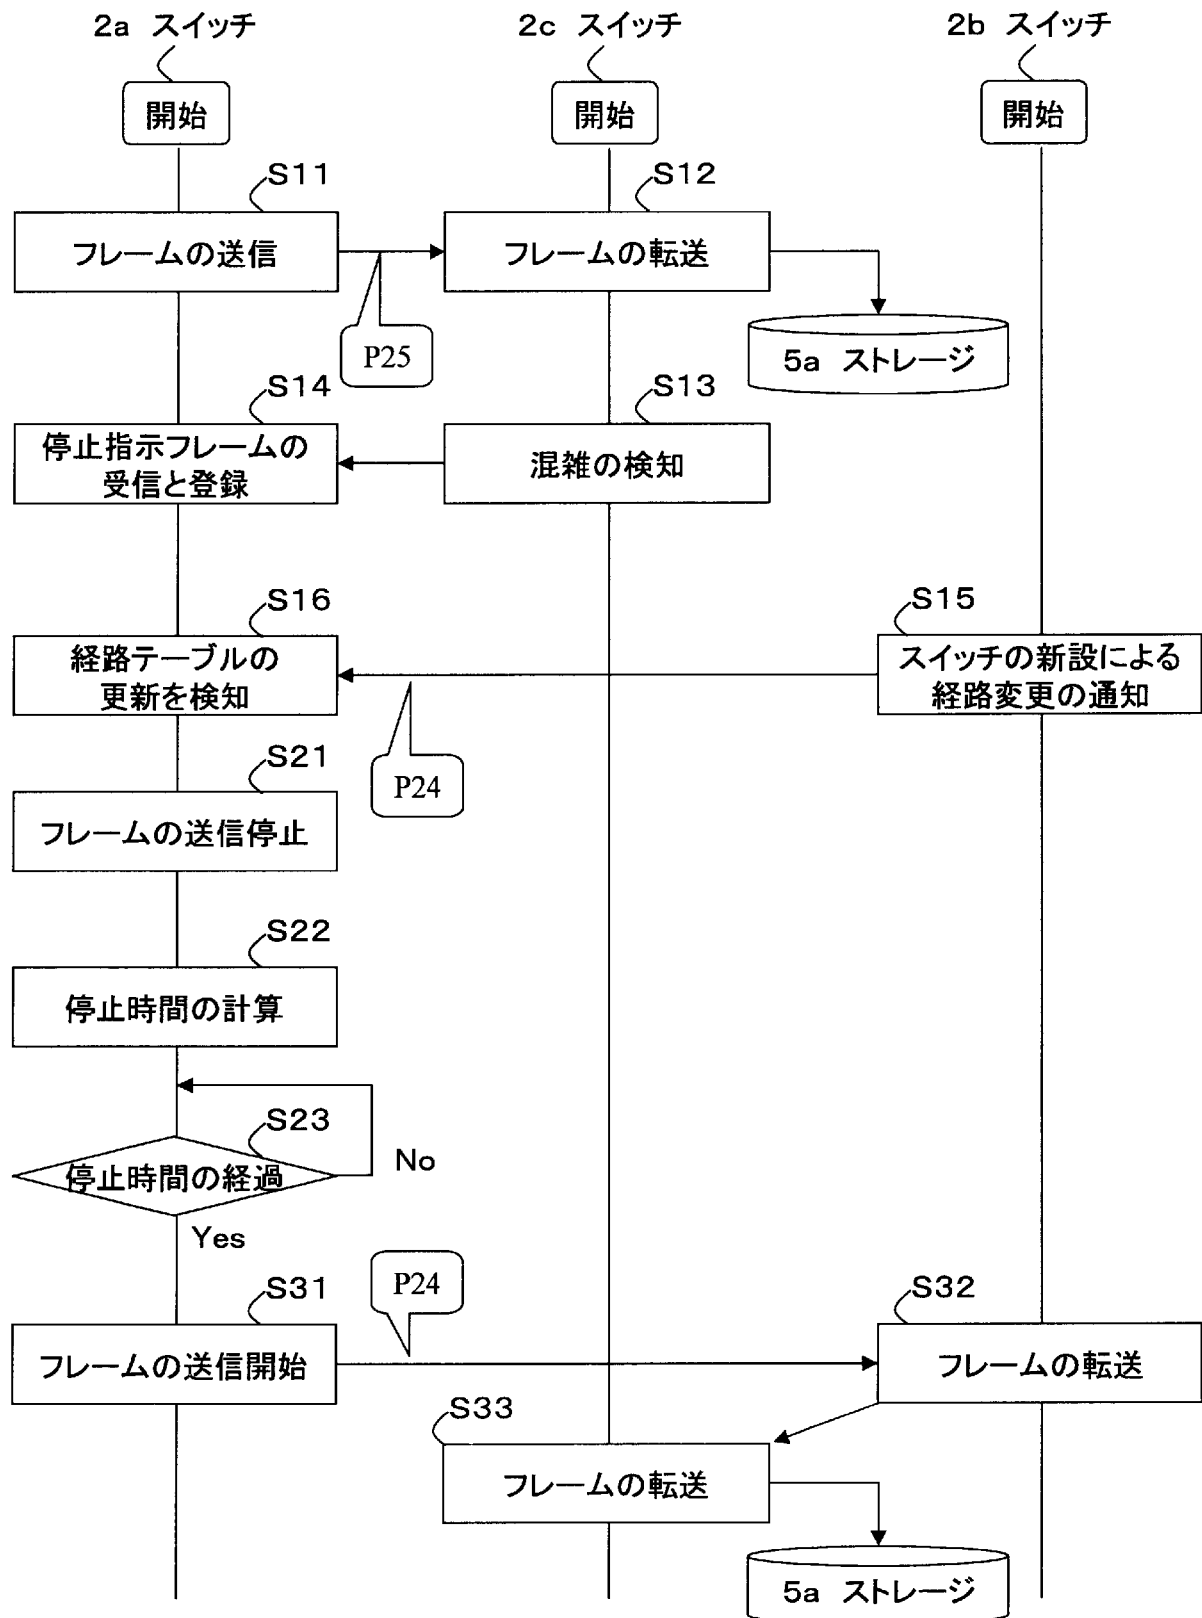 2a スイッチ
2c スイッチ
2b スイッチ
開始
開始
開始
S11
S12
フレームの送信
フレームの転送
P25
5a ストレージ
S14
S13
停止指示フレームの
受信と登録
混雑の検知
S16
S15
経路テーブルの
更新を検知
スイッチの新設による
経路変更の通知
P24
S21
フレームの送信停止
S22
停止時間の計算
S23
停止時間の経過
No
Yes
P24
S31
S32
フレームの送信開始
フレームの転送
S33
フレームの転送
5a ストレージ